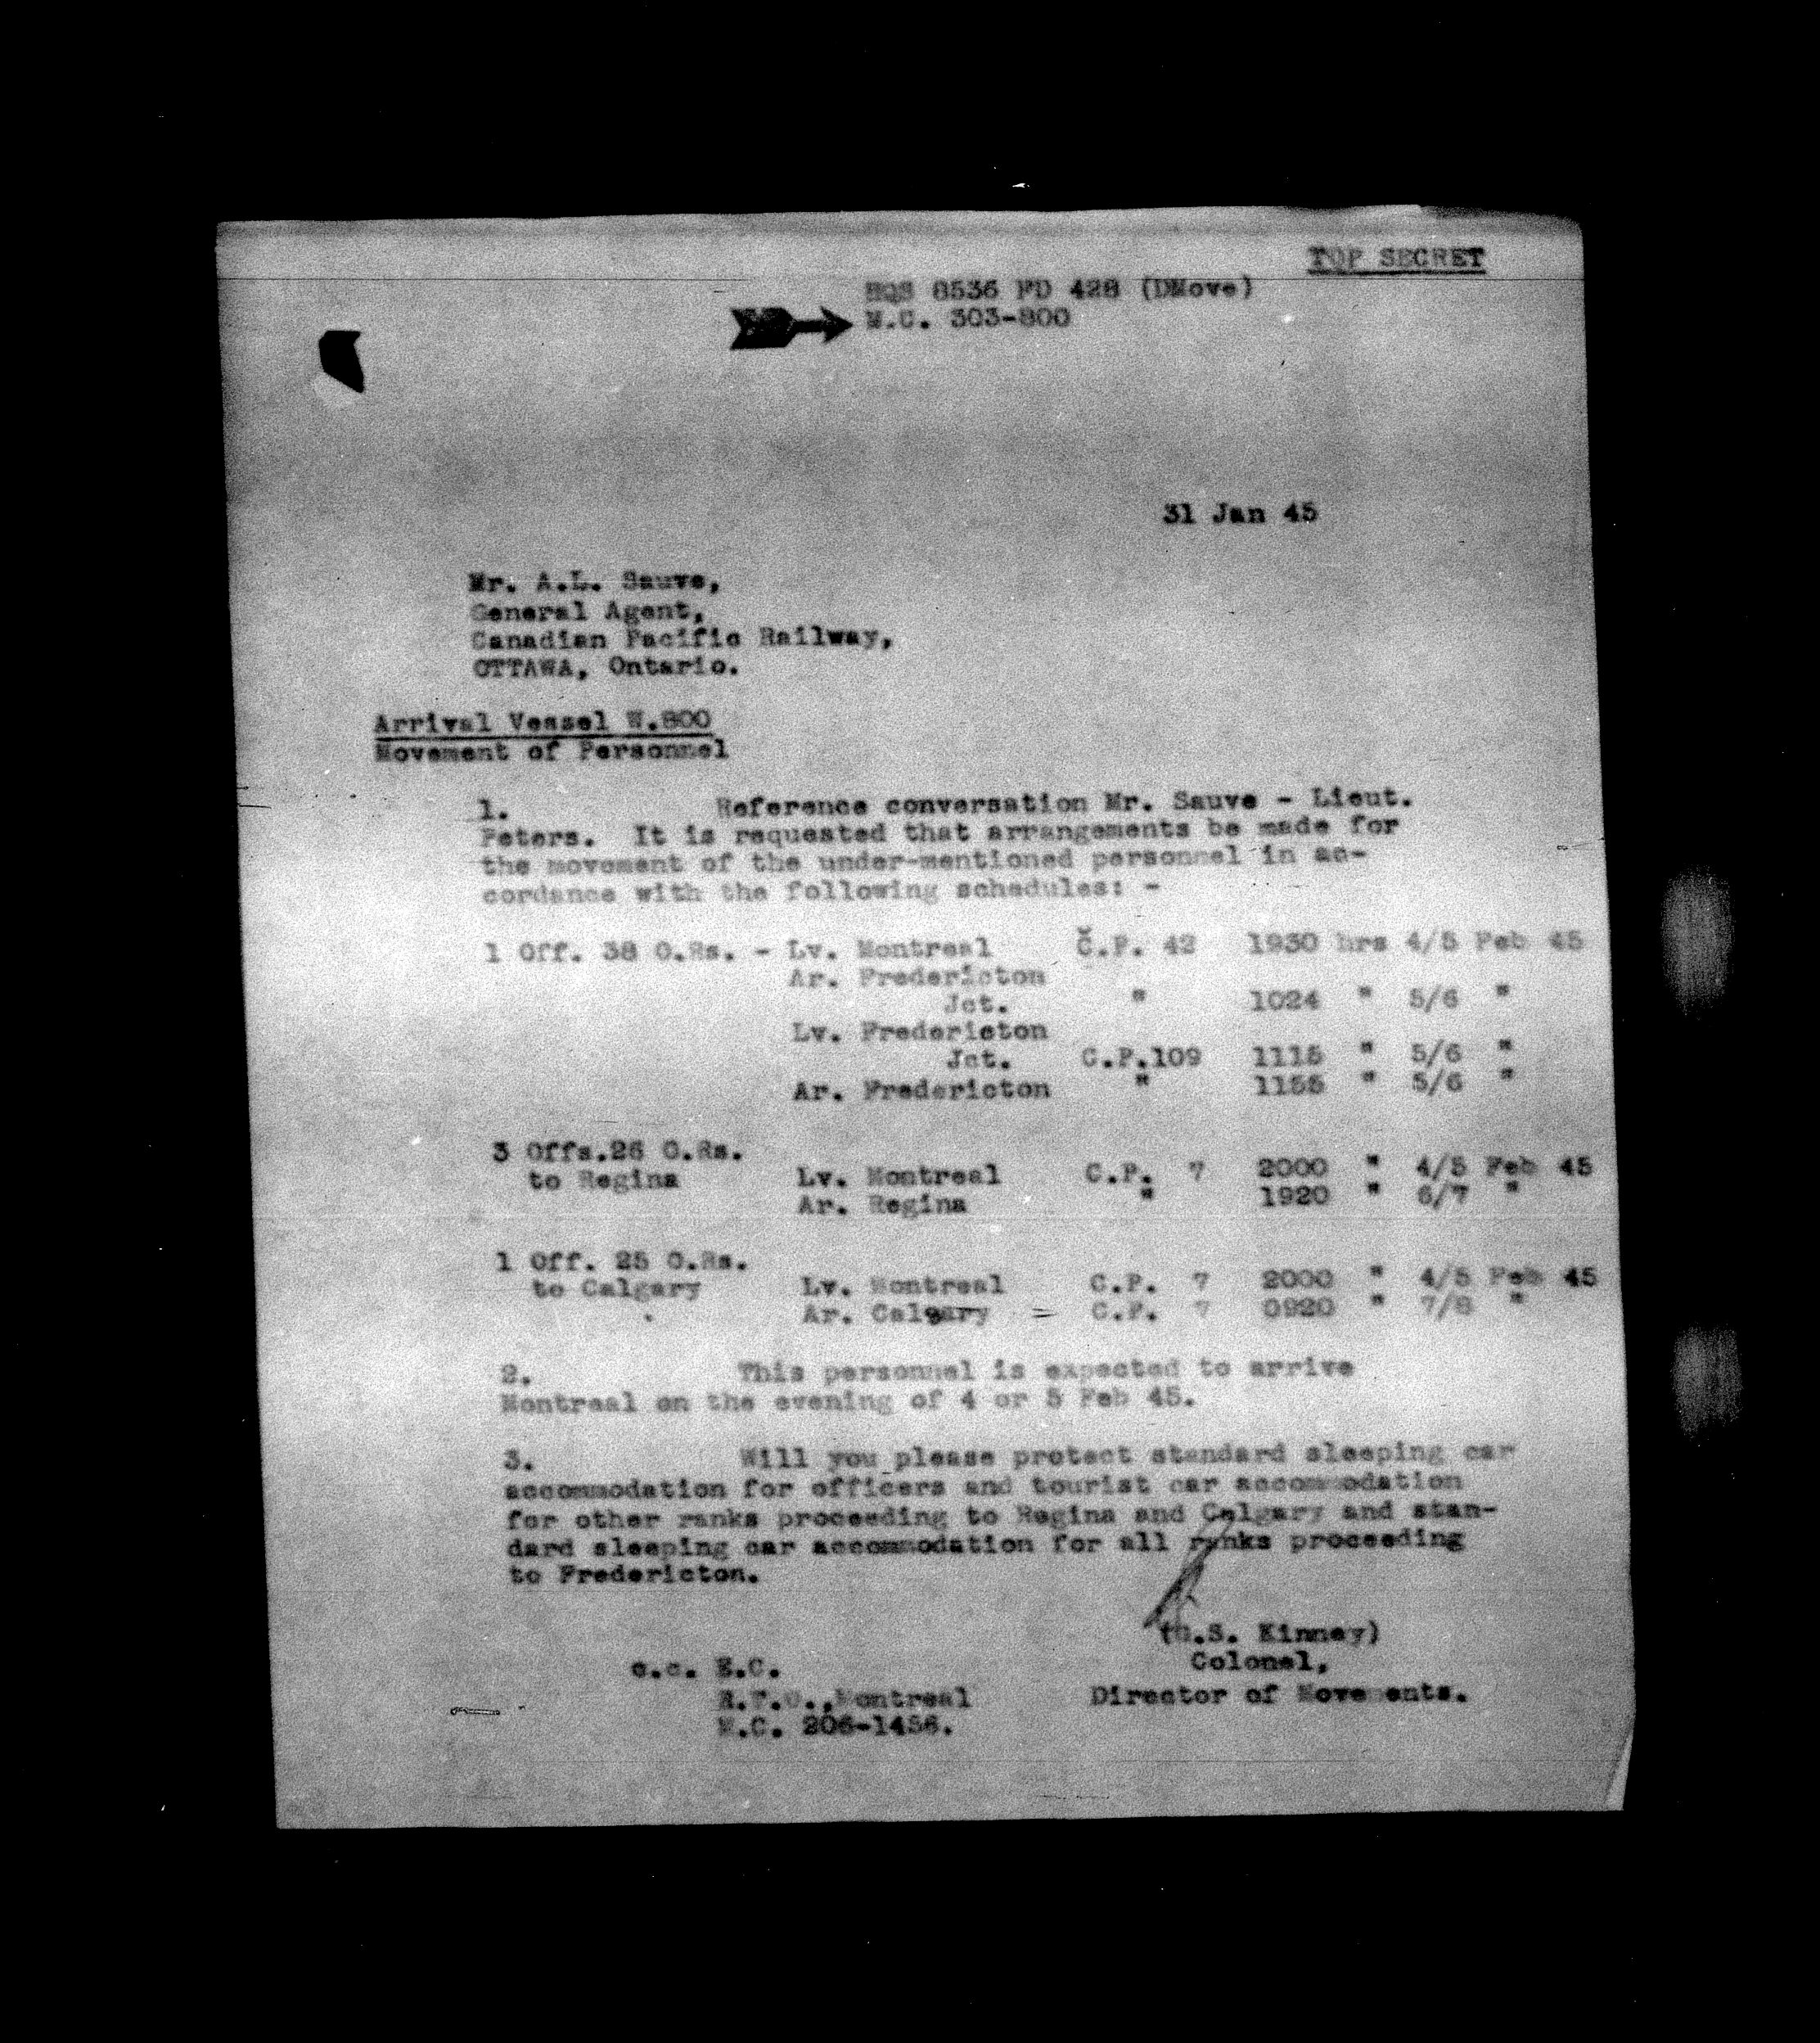 TOP SECRET
HQS 8536 FD 428 (DMove)
M.C. 303-800
31 Jan 45
Mr. A.L. Sauve,
General Agent,
Canadian Pacific Railway,
OTTAWA, Ontario.
Arrival Vessel W.800
Movement of Personnel
1. Reference conversation Mr. Sauve - Lieut.
Peters. It is requested that arrangements be made for
the movement of the under-mentioned personnel in ac-
cordance with the following schedules: -
1 Off. 38 O.Rs. - Lv. Montreal C.P. 42 1930 hrs 4/5 Feb 45
Ar. Fredericton
Jct. " 1024 " 5/6 "
Lv. Fredericton
Jct. C.P.109 1115 " 5/6 "
Ar. Fredericton " 1155 " 5/6 "
3 Offs.26 O.Rs.
to Regina Lv. Montreal C.P. 7 2000 " 4/5 Feb 45
Ar. Regina " 1920 " 6/7 "
1 Off. 25 O.Rs.
to Calgary Lv. Montreal C.P. 7 2000 " 4/5 Feb 45
Ar. Calgary = C.P. 7 0920 " 7/8 "
2. This personnel is expected to arrive
Montreal on the evening of 4 or 5 Feb 45.
3. Will you please protect standard sleeping car
accommodation for officers and tourist car accommodation
for other ranks proceeding to Regina and Calgary and stan-
dard sleeping car accommodation for all ranks proceeding
to Fredericton.
Kinney)
Colonel,
Director of Movements.
c.c. E.C.
R.T.O., Montreal
M.C. 206-1456.